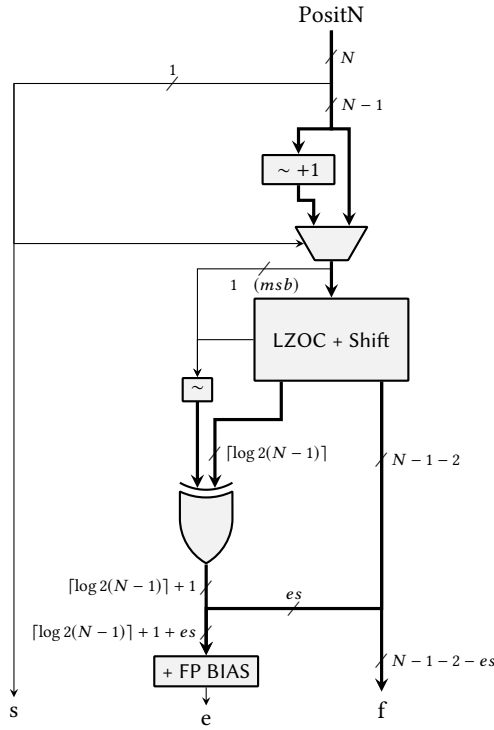 PositN
N
1
N − 1
∼ +1
1 (msb)
LZOC + Shift
∼
⌈log 2(N − 1)⌉
N − 1 − 2
⌈log 2(N − 1)⌉ + 1
es
⌈log 2(N − 1)⌉ + 1 + es
N − 1 − 2 − es
+ FP BIAS
s
e
f